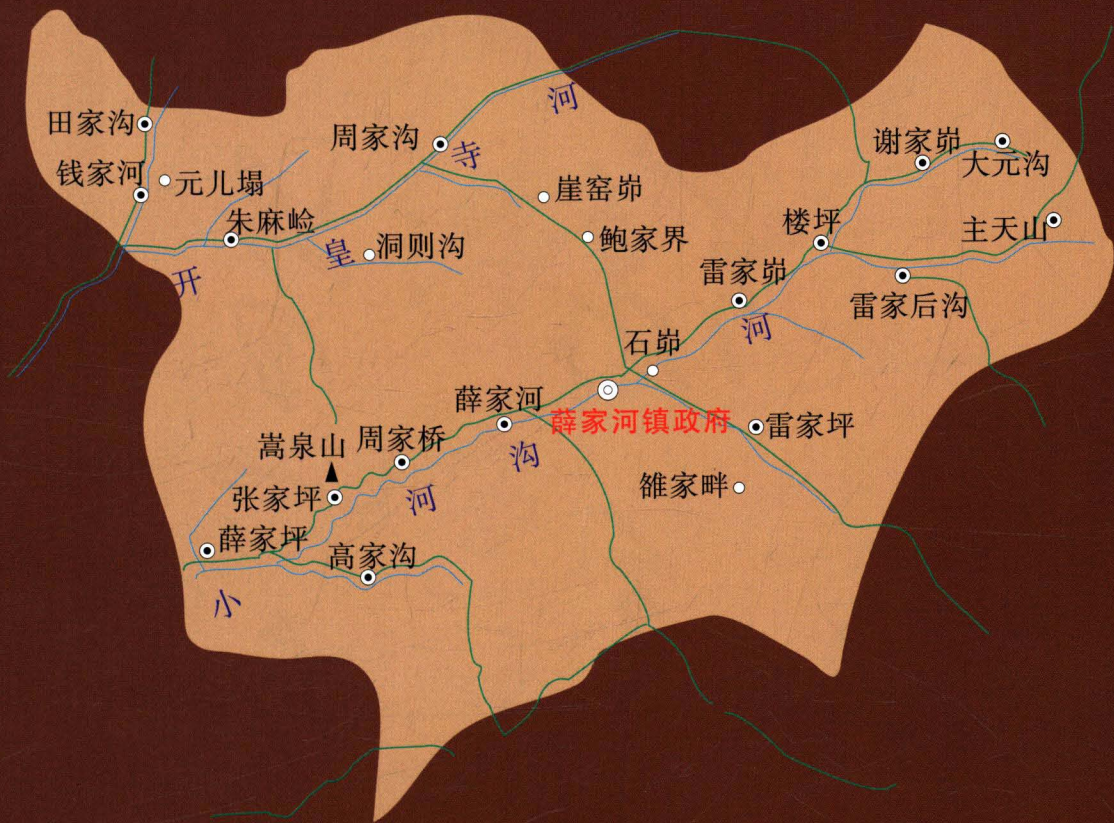 田家沟
周家沟
谢家峁
大元沟
钱家河
元儿塌
崖窑峁
朱麻崄
洞则沟
鲍家界
楼坪
圭天山
雷家峁
雷家后沟
石峁
薛家河
薛家河镇政府
雷家坪
嵩泉山
周家桥
张家坪
雒家畔
薛家坪
高家沟
开
皇
寺
河
小
河
沟
河